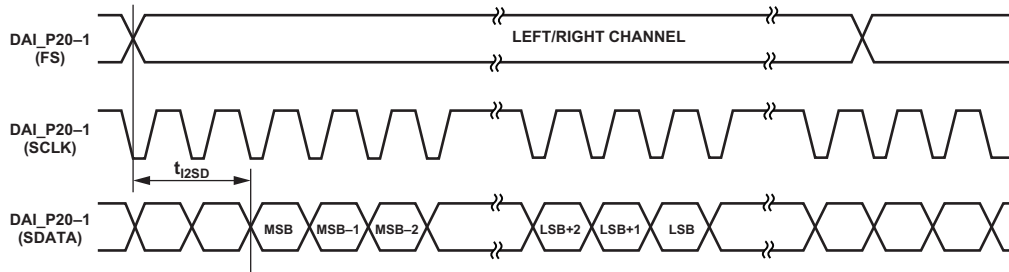 DAI_P20–1
(FS)
LEFT/RIGHT CHANNEL
DAI_P20–1
(SCLK)
tI2SD
DAI_P20–1
(SDATA)
MSB
MSB–1
MSB–2
LSB+2
LSB+1
LSB